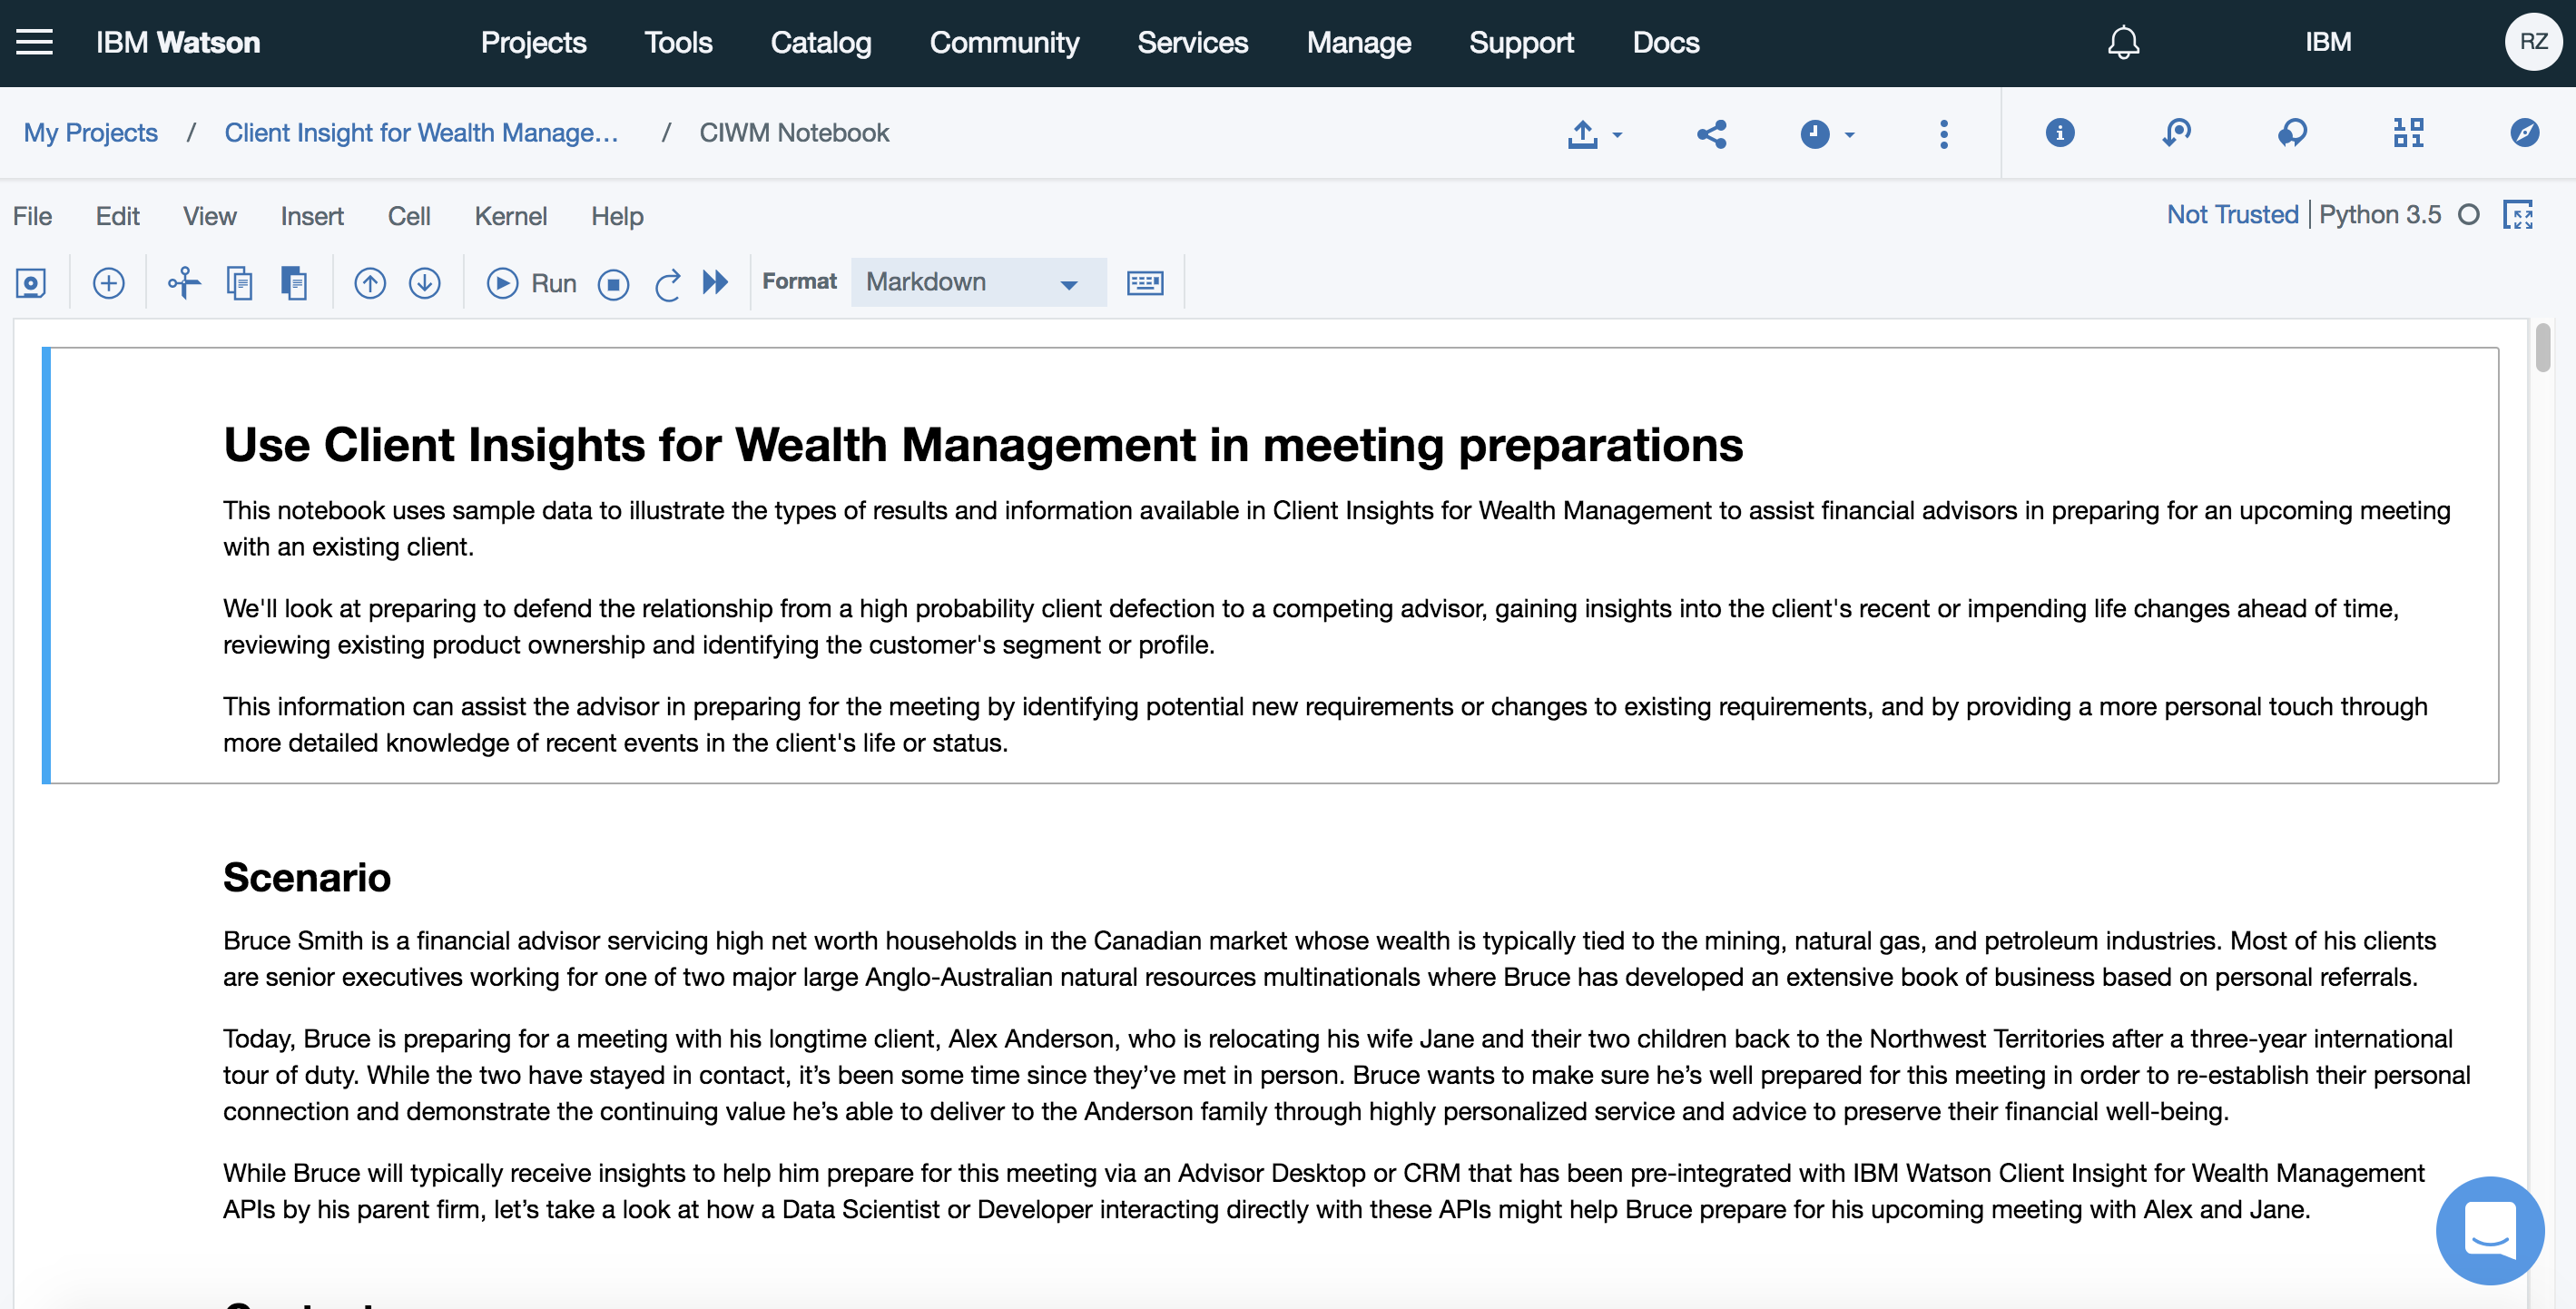 IBM Watson Projects Tools Catalog Community Services Manage Support Docs IBM RZ
My Projects / Client Insight for Wealth Manage... / CIWM Notebook
File Edit View Insert Cell Kernel Help Not Trusted | Python 3.5
Run Format Markdown
Use Client Insights for Wealth Management in meeting preparations
This notebook uses sample data to illustrate the types of results and information available in Client Insights for Wealth Management to assist financial advisors in preparing for an upcoming meeting
with an existing client.
We'll look at preparing to defend the relationship from a high probability client defection to a competing advisor, gaining insights into the client's recent or impending life changes ahead of time,
reviewing existing product ownership and identifying the customer's segment or profile.
This information can assist the advisor in preparing for the meeting by identifying potential new requirements or changes to existing requirements, and by providing a more personal touch through
more detailed knowledge of recent events in the client's life or status.
Scenario
Bruce Smith is a financial advisor servicing high net worth households in the Canadian market whose wealth is typically tied to the mining, natural gas, and petroleum industries. Most of his clients
are senior executives working for one of two major large Anglo-Australian natural resources multinationals where Bruce has developed an extensive book of business based on personal referrals.
Today, Bruce is preparing for a meeting with his longtime client, Alex Anderson, who is relocating his wife Jane and their two children back to the Northwest Territories after a three-year international
tour of duty. While the two have stayed in contact, it’s been some time since they’ve met in person. Bruce wants to make sure he’s well prepared for this meeting in order to re-establish their personal
connection and demonstrate the continuing value he’s able to deliver to the Anderson family through highly personalized service and advice to preserve their financial well-being.
While Bruce will typically receive insights to help him prepare for this meeting via an Advisor Desktop or CRM that has been pre-integrated with IBM Watson Client Insight for Wealth Management
APIs by his parent firm, let’s take a look at how a Data Scientist or Developer interacting directly with these APIs might help Bruce prepare for his upcoming meeting with Alex and Jane.